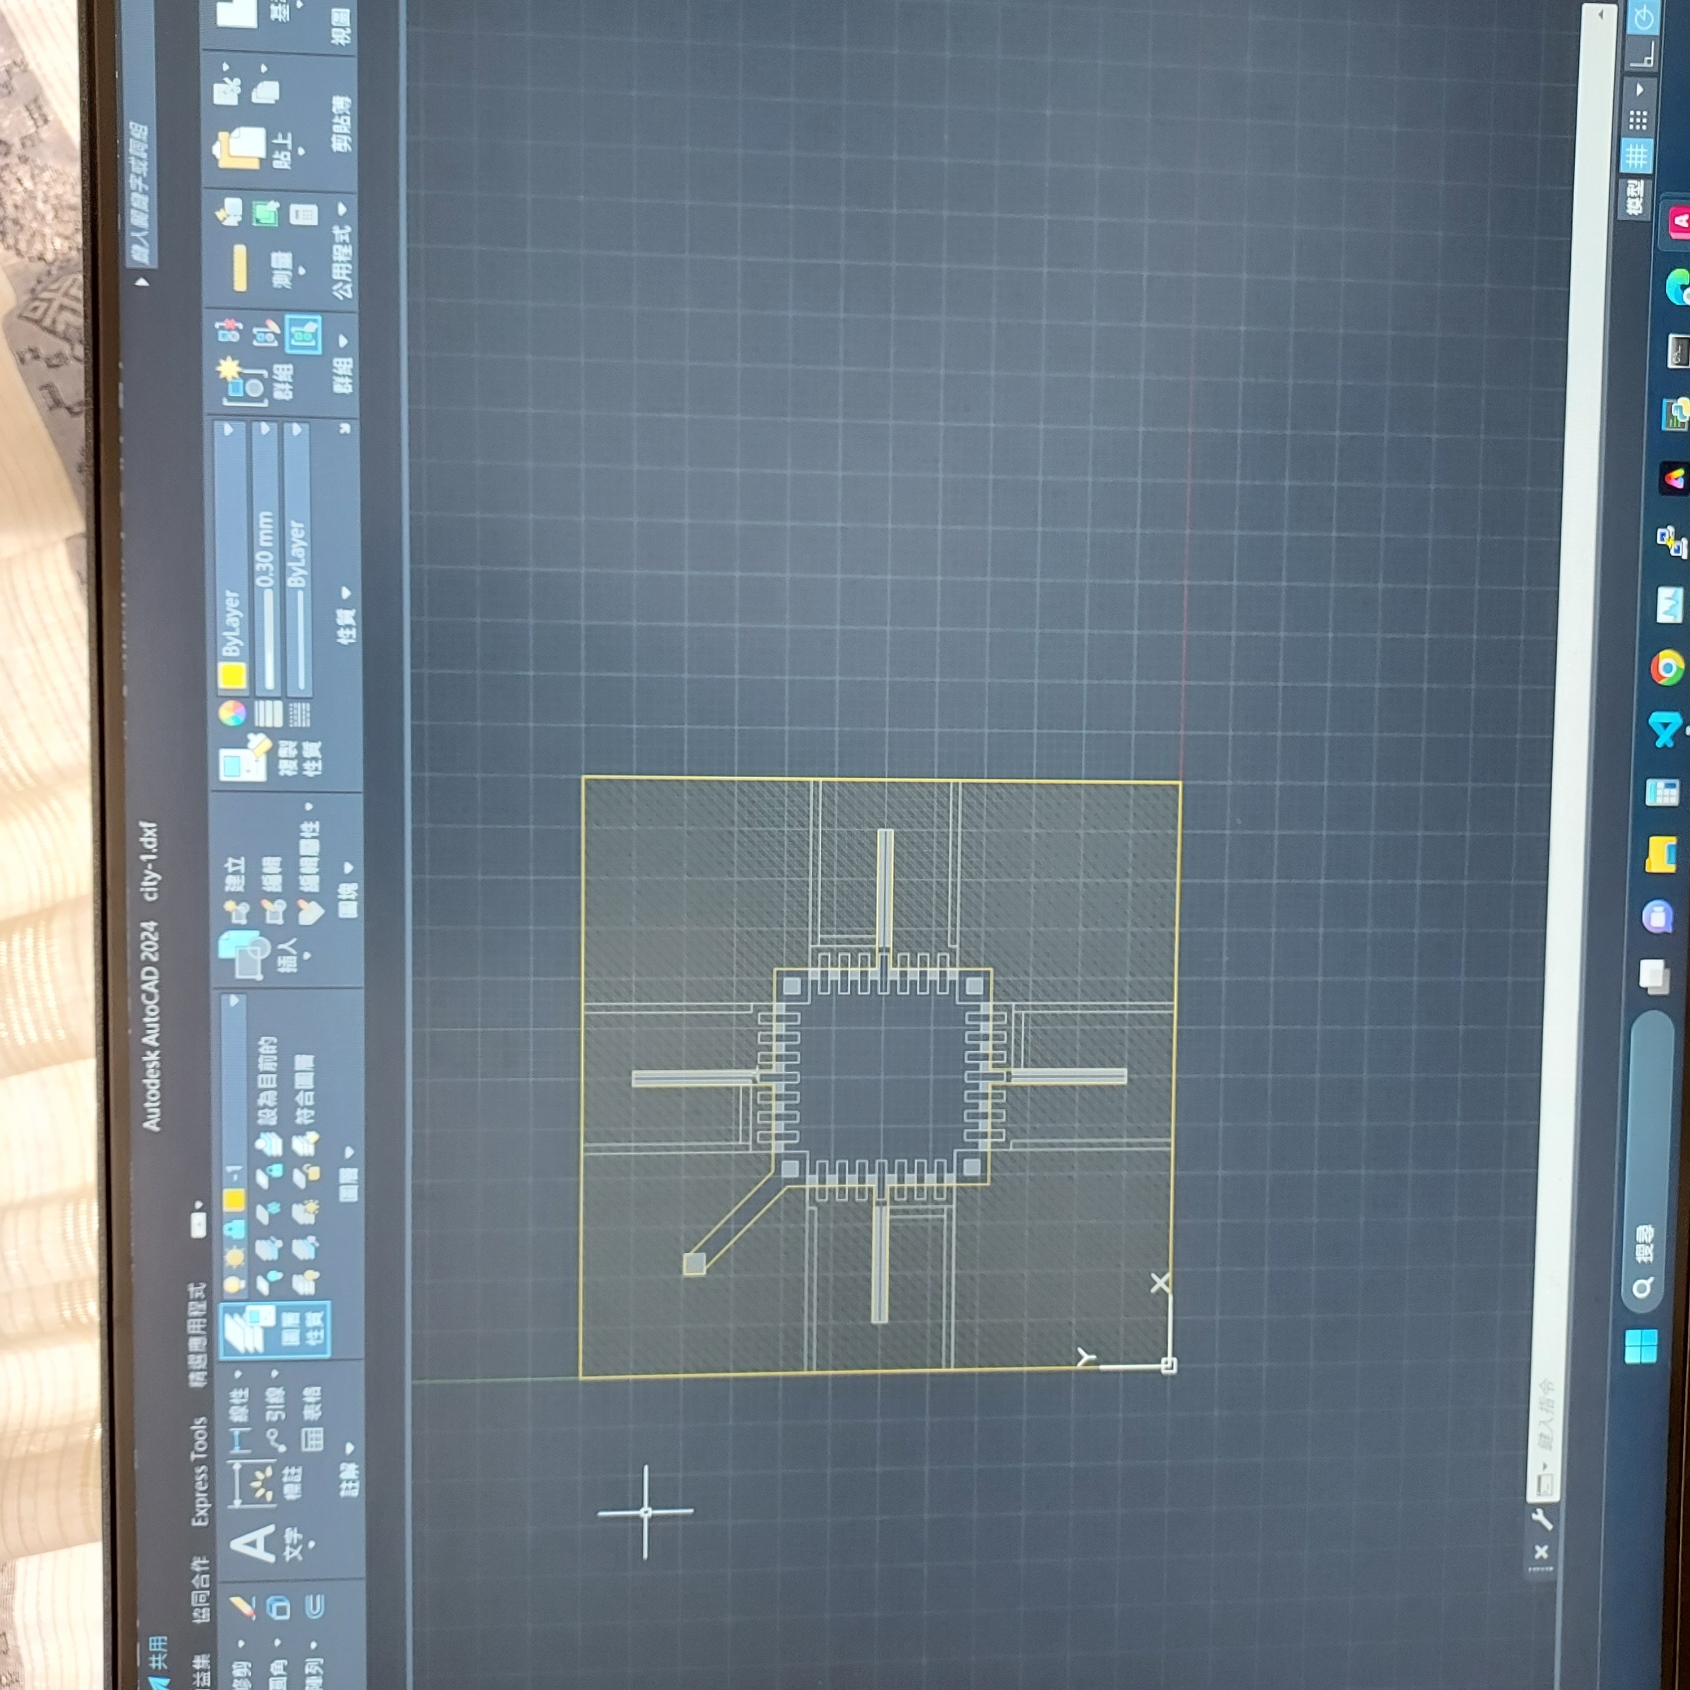 共用
Autodesk AutoCAD 2024 city-1.dxf
鍵入關鍵字或詞組
益集 協同合作 Express Tools 精選應用程式
修剪
圓角
陣列
文字
標註
線性
引線
表格
註解
圖層
性質
-1
設為目前的
符合圖層
圖層
插入
建立
編輯
編輯屬性
圖塊
複製
性質
ByLayer
0.30 mm
ByLayer
性質
群組
群組
測量
公用程式
貼上
剪貼簿
視圖
Y
X
鍵入指令
搜尋
模型